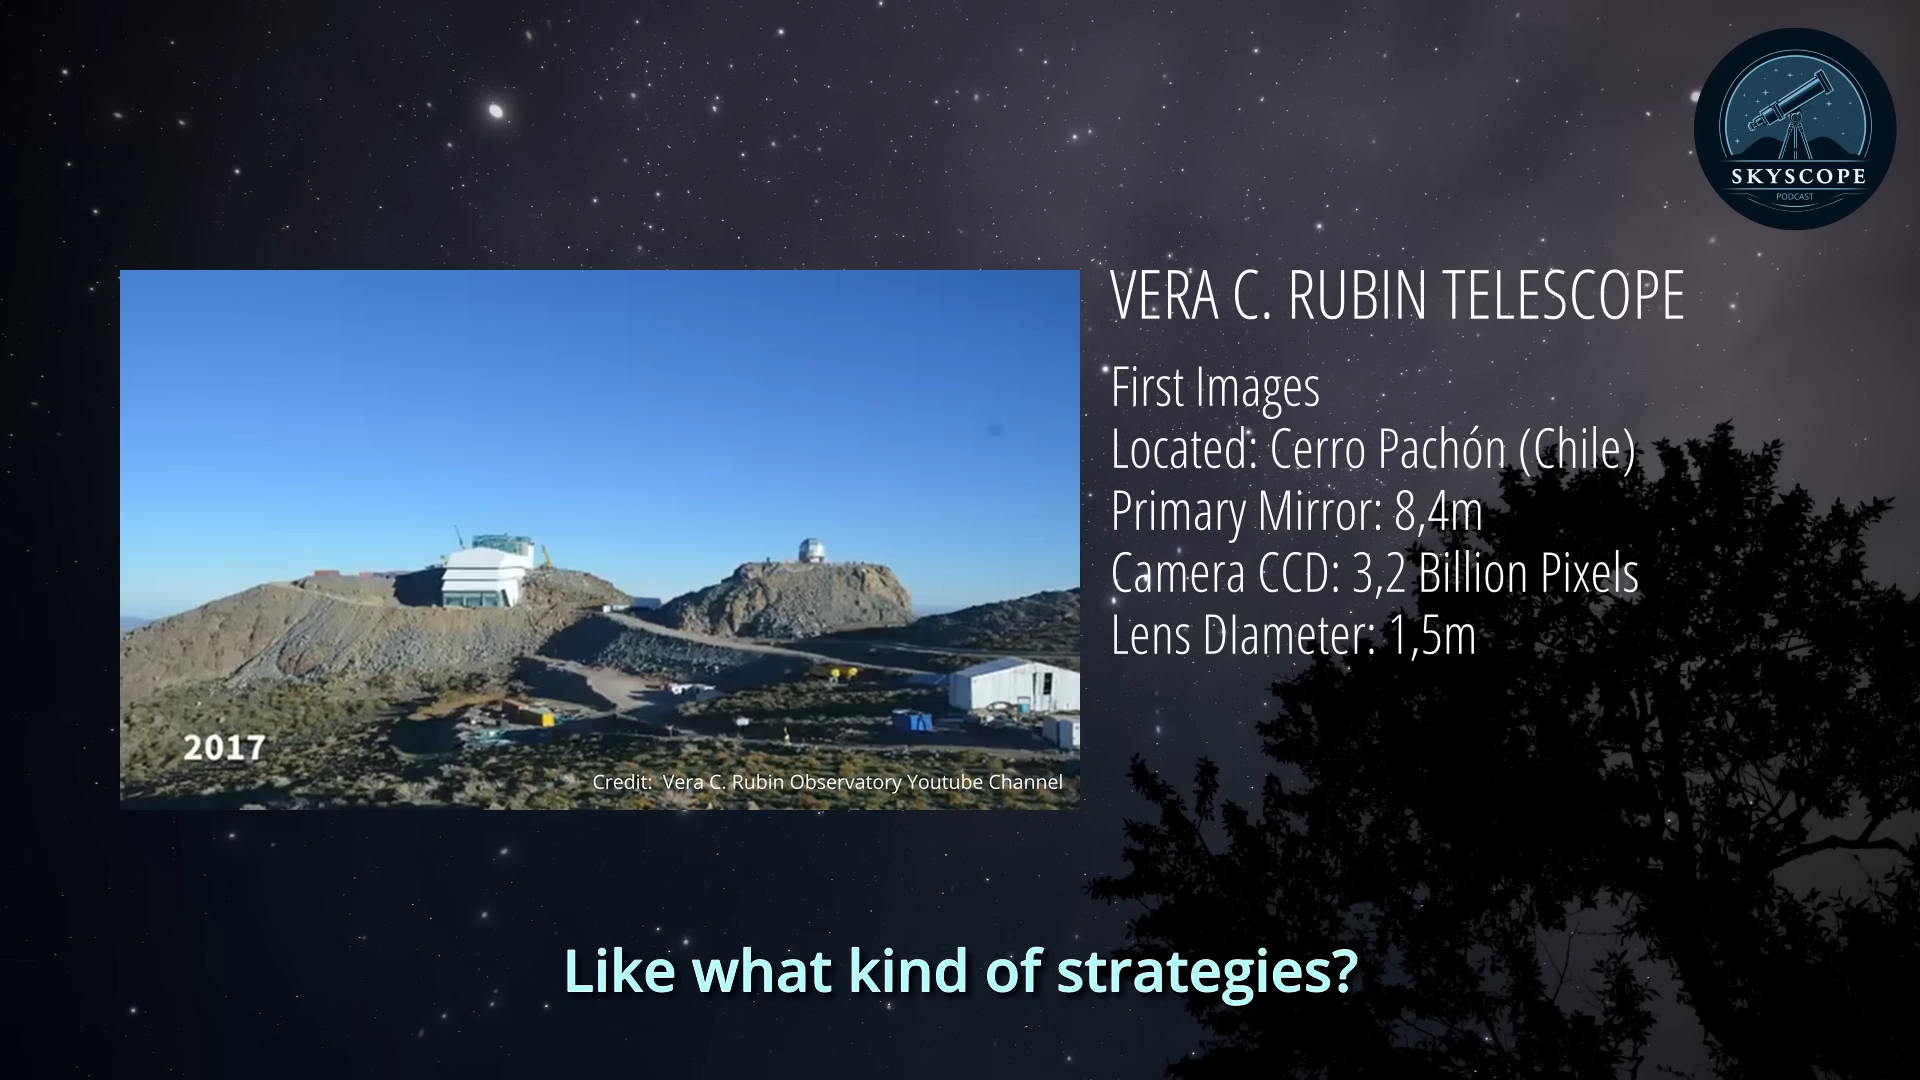 SKYSCOPE
PODCAST
VERA C. RUBIN TELESCOPE
First Images
Located: Cerro Pachón (Chile)
Primary Mirror: 8,4m
Camera CCD: 3,2 Billion Pixels
Lens DIameter: 1,5m
2017
Credit: Vera C. Rubin Observatory Youtube Channel
Like what kind of strategies?